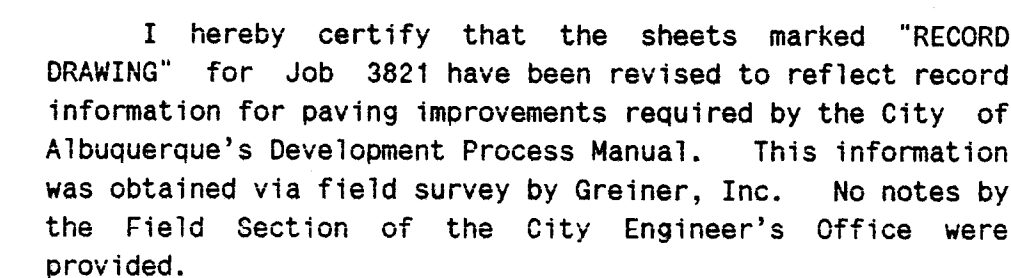 I hereby certify that the sheets marked "RECORD
DRAWING" for Job 3821 have been revised to reflect record
information for paving improvements required by the City of
Albuquerque's Development Process Manual. This information
was obtained via field survey by Greiner, Inc. No notes by
the Field Section of the City Engineer's Office were
provided.